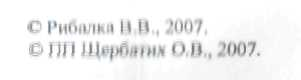 © Рибалка В.В., 2007.
© ПП Щербатих О.В., 2007.